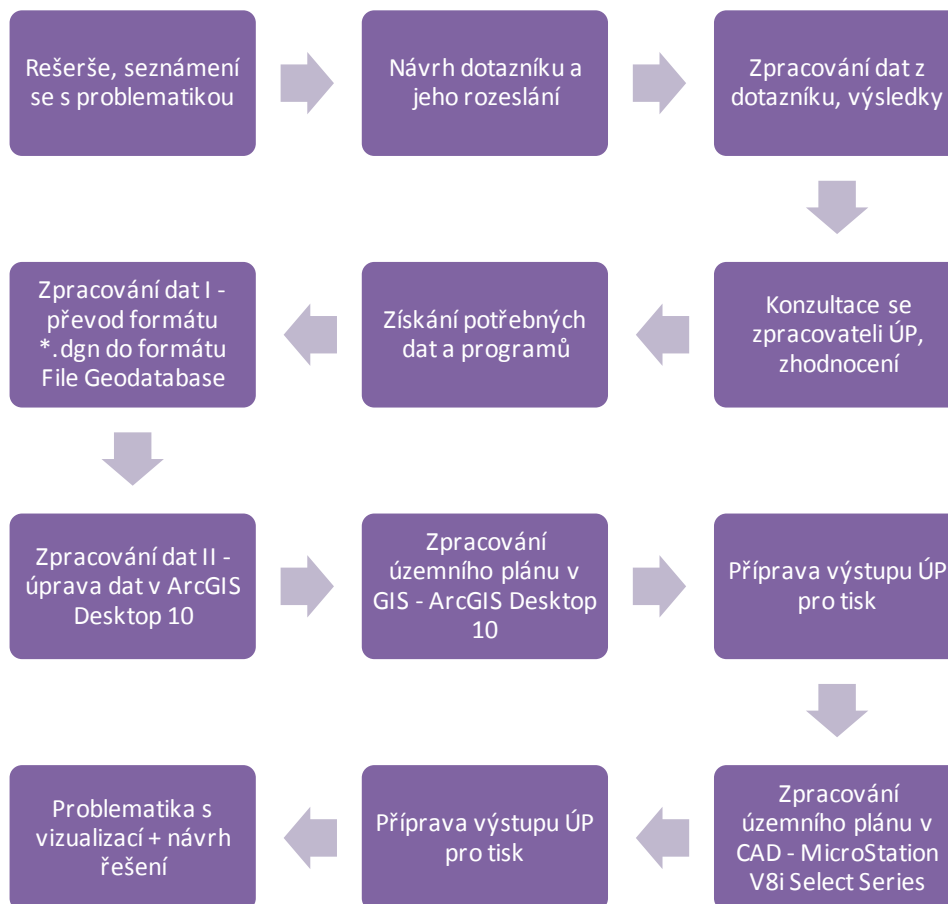 Rešerše, seznámení
se s problematikou
Návrh dotazníku a
jeho rozeslání
Zpracování dat z
dotazníku, výsledky
Konzultace se
zpracovateli ÚP,
zhodnocení
Získání potřebných
dat a programů
Zpracování dat I -
převod formátu
*.dgn do formátu
File Geodatabase
Zpracování dat II -
úprava dat v ArcGIS
Desktop 10
Zpracování
územního plánu v
GIS - ArcGIS Desktop
10
Příprava výstupu ÚP
pro tisk
Zpracování
územního plánu v
CAD - MicroStation
V8i Select Series
Příprava výstupu ÚP
pro tisk
Problematika s
vizualizací + návrh
řešení